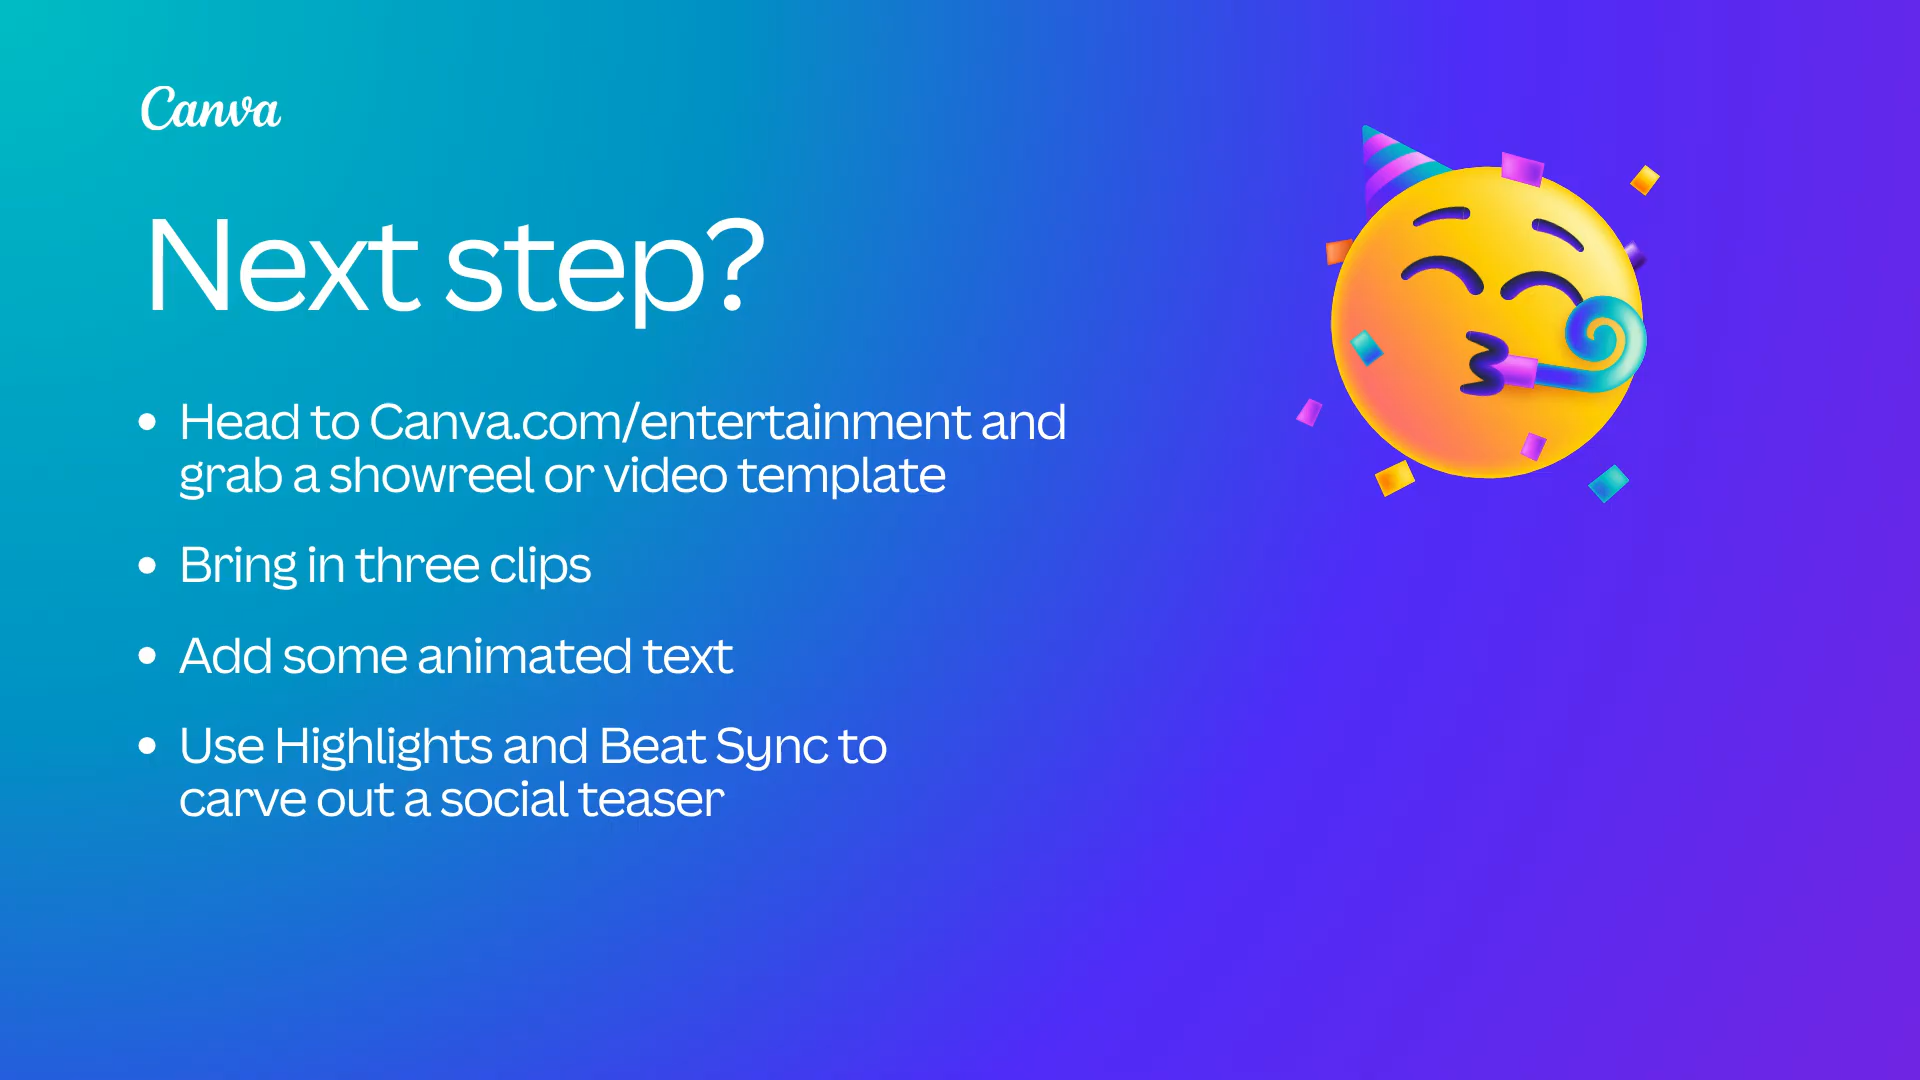 Canva
Next step?
• Head to Canva.com/entertainment and
grab a showreel or video template
• Bring in three clips
• Add some animated text
• Use Highlights and Beat Sync to
carve out a social teaser